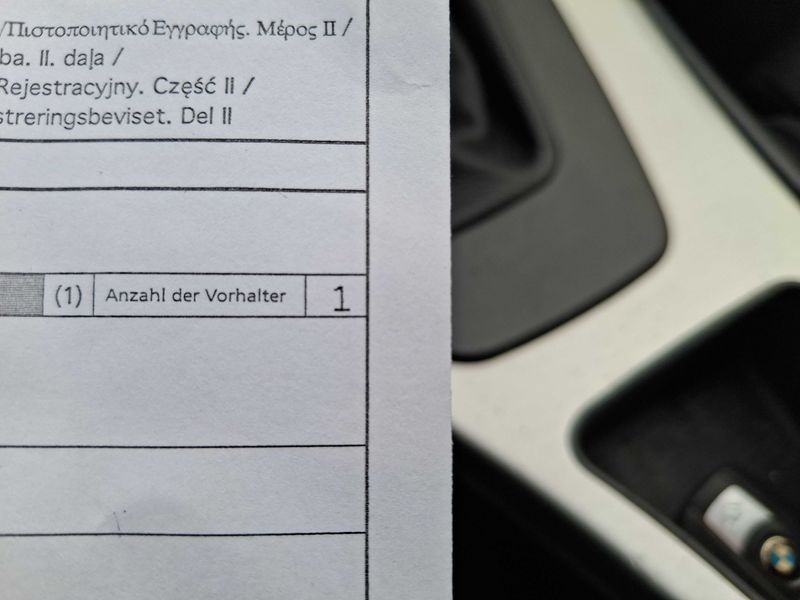 /Πιστοποιητικό Εγγραφής. Μέρος II /
ba. II. daļa /
Rejestracyjny. Część II /
streringsbeviset. Del II
(1) Anzahl der Vorhalter 1